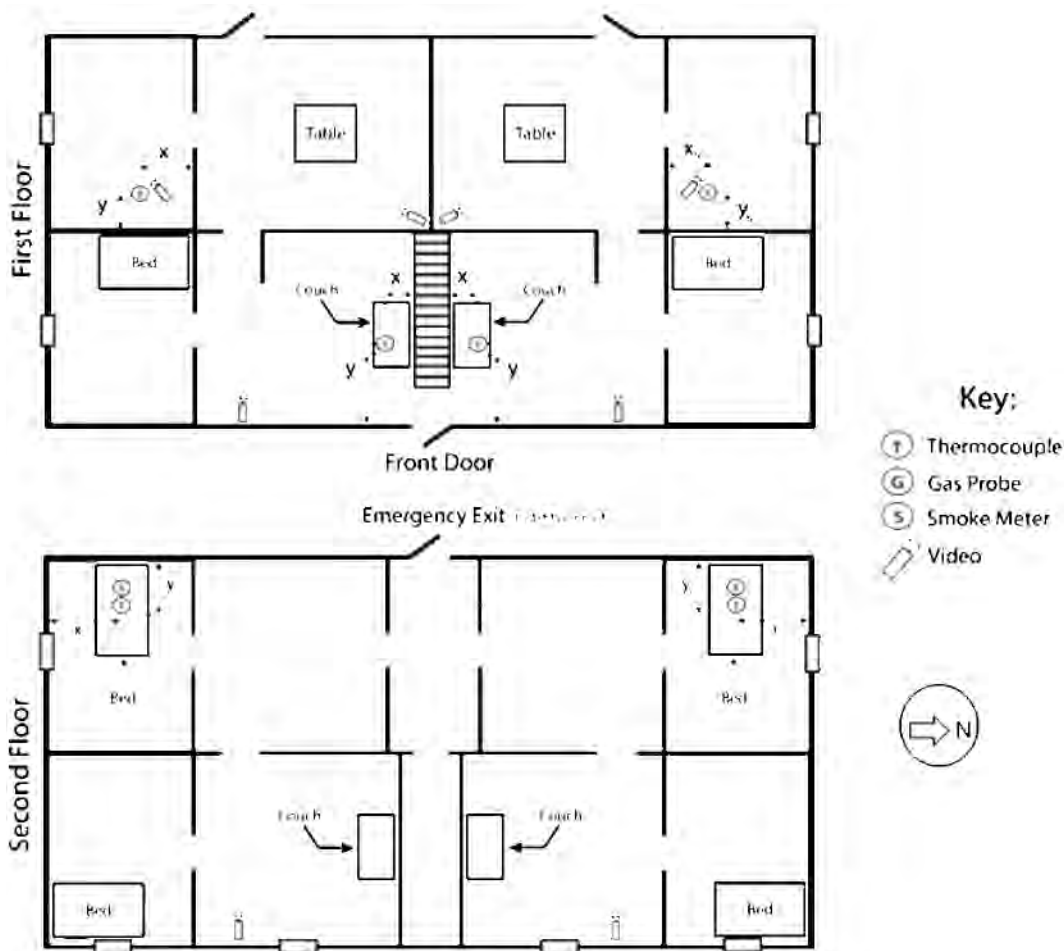 First Floor
Table
Table
x
x
y
y
Bed
Bed
x
x
Couch
Couch
y
y
Front Door
Key:
T Thermocouple
G Gas Probe
S Smoke Meter
Video
Emergency Exit
Second Floor
y
y
x
Bed
Bed
N
Couch
Couch
Bed
Bed